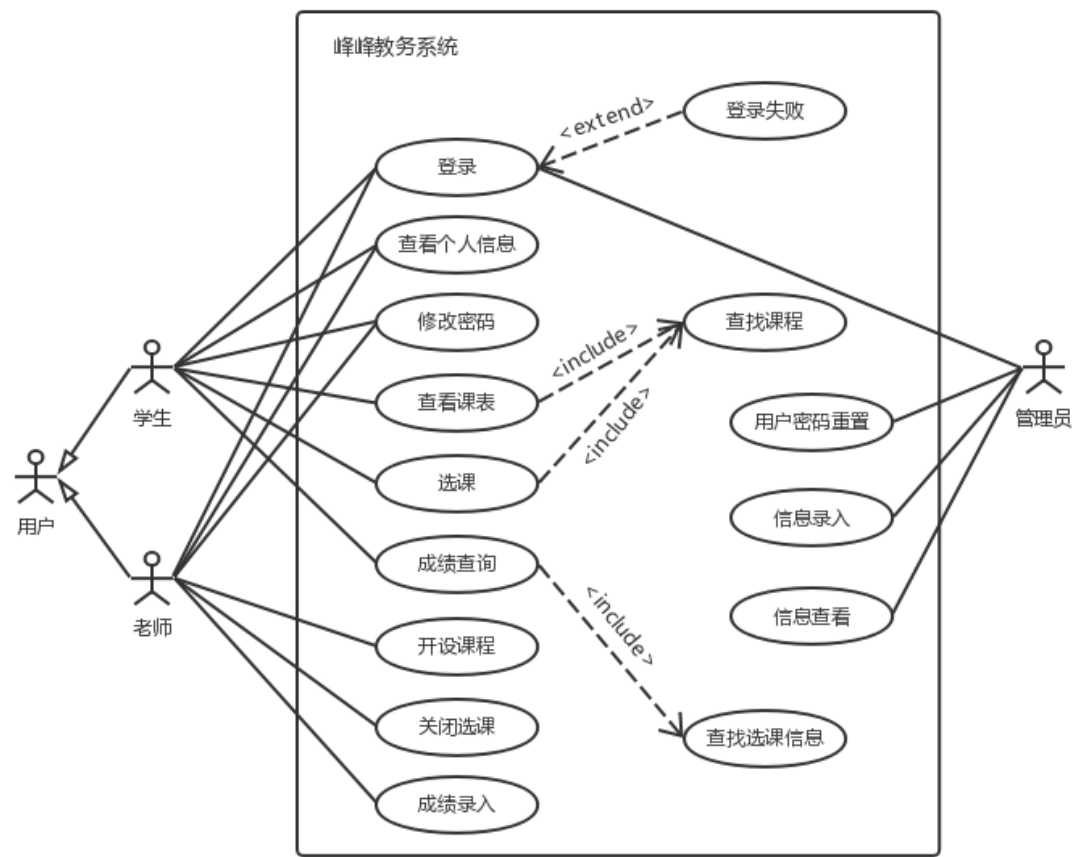 峰峰教务系统
登录失败
<extend>
登录
查看个人信息
修改密码
<include>
查找课程
查看课表
<include>
学生
管理员
用户密码重置
选课
用户
信息录入
成绩查询
<include>
信息查看
老师
开设课程
关闭选课
查找选课信息
成绩录入